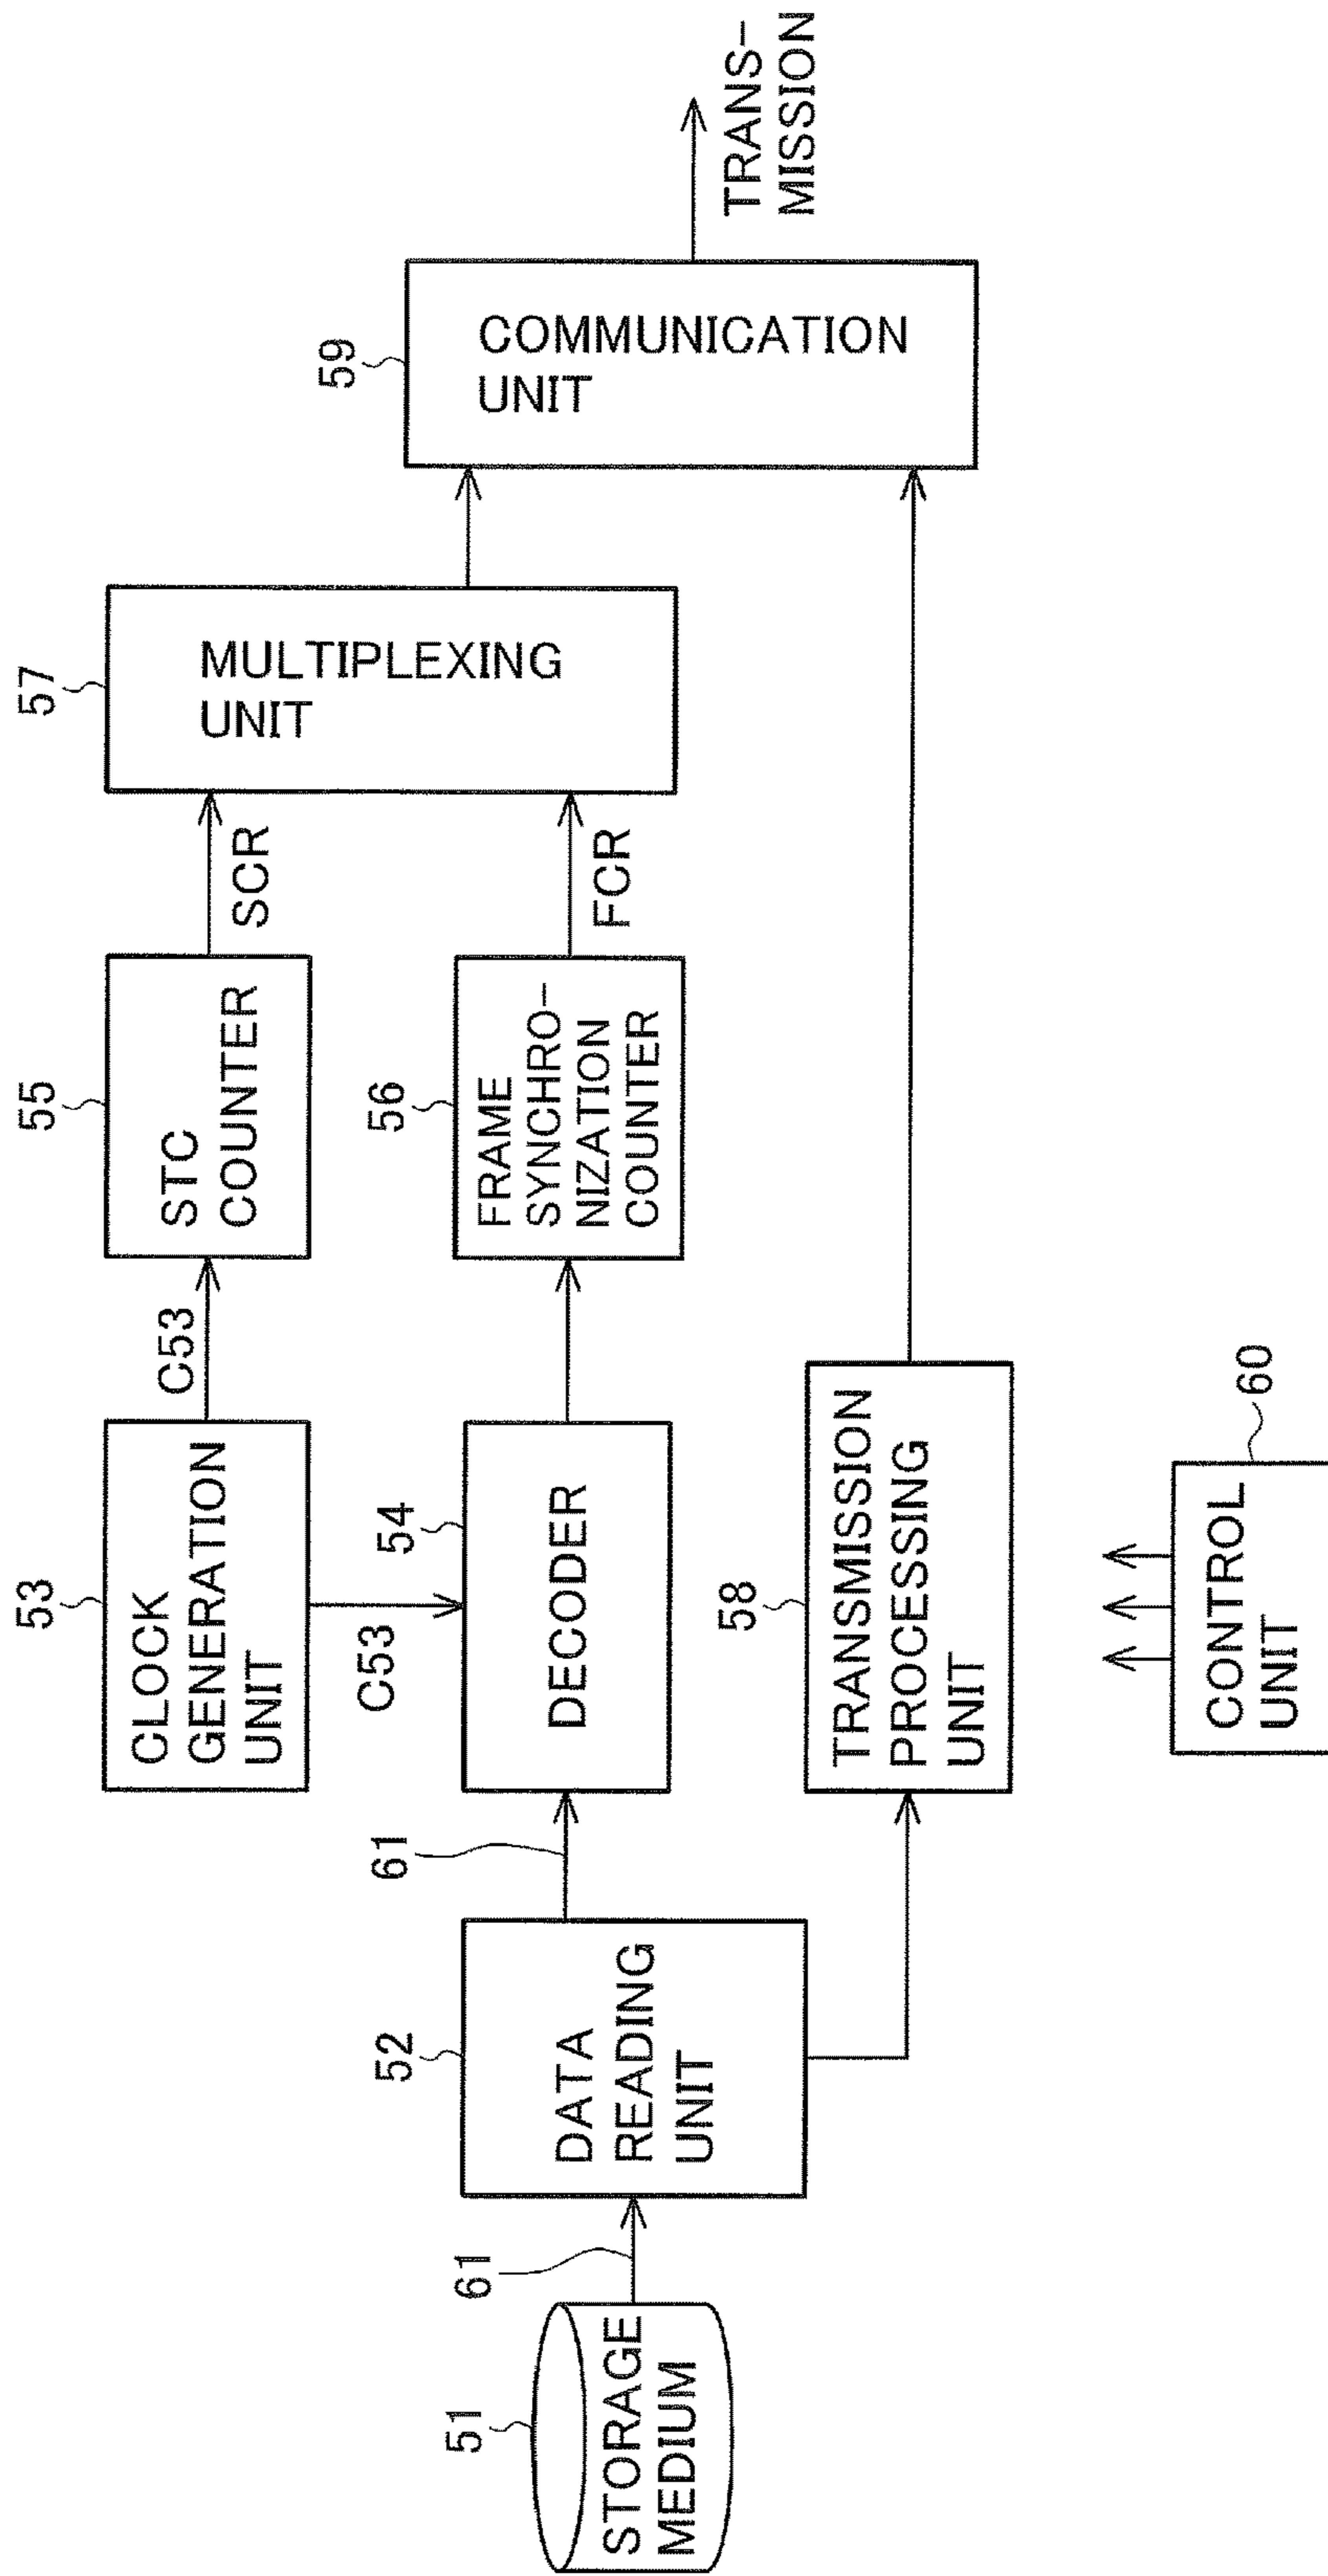 53
CLOCK
GENERATION
UNIT
C53
55
STC
COUNTER
SCR
57
MULTIPLEXING
UNIT
C53
51
STORAGE
MEDIUM
61
52
DATA
READING
UNIT
61
54
DECODER
56
FRAME
SYNCHRO-
NIZATION
COUNTER
FCR
59
COMMUNICATION
UNIT
TRANS-
MISSION
58
TRANSMISSION
PROCESSING
UNIT
60
CONTROL
UNIT